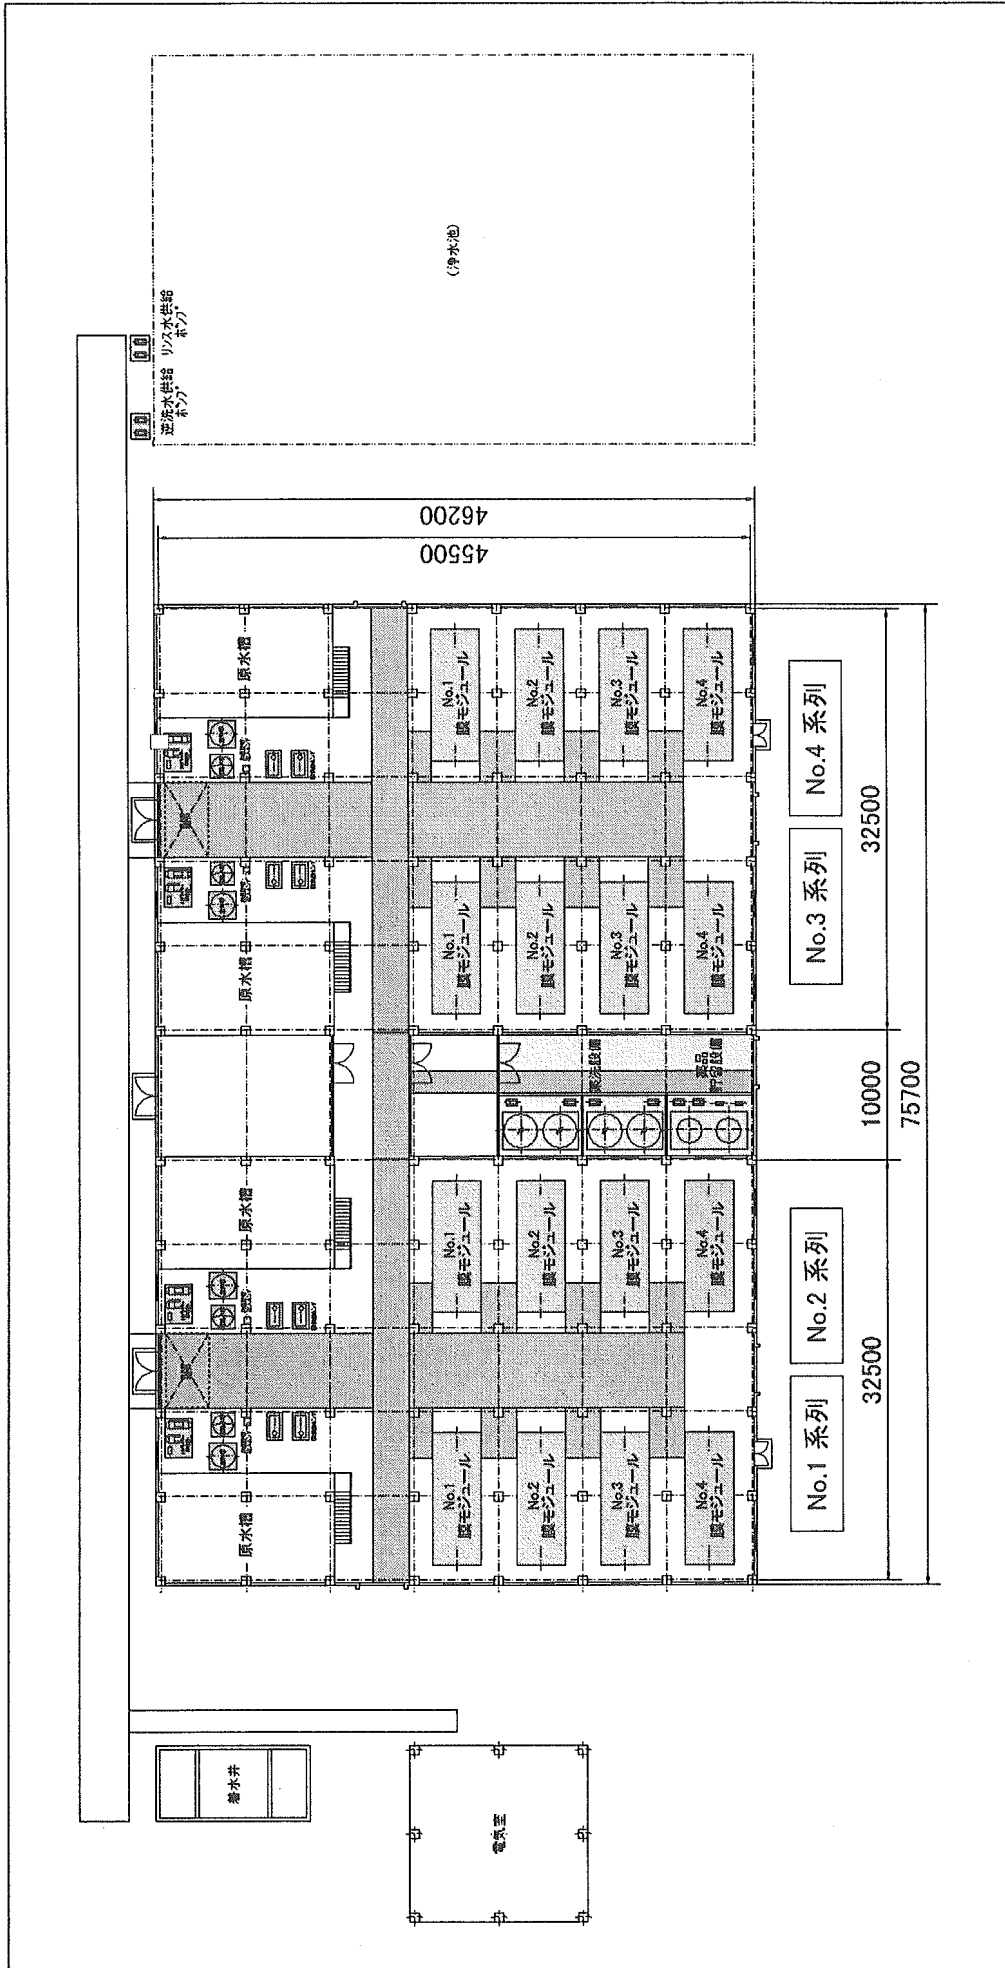 (浄水池)
逆洗水供給
ポンプ
リンス水供給
ポンプ
46200
45500
原水槽
原水槽
原水槽
原水槽
No.1
膜モジュール
No.2
膜モジュール
No.3
膜モジュール
No.4
膜モジュール
No.1
膜モジュール
No.2
膜モジュール
No.3
膜モジュール
No.4
膜モジュール
薬洗設備
薬品
貯留設備
No.1
膜モジュール
No.2
膜モジュール
No.3
膜モジュール
No.4
膜モジュール
No.1
膜モジュール
No.2
膜モジュール
No.3
膜モジュール
No.4
膜モジュール
No.1 系列
No.2 系列
No.3 系列
No.4 系列
32500
10000
32500
75700
着水井
電気室